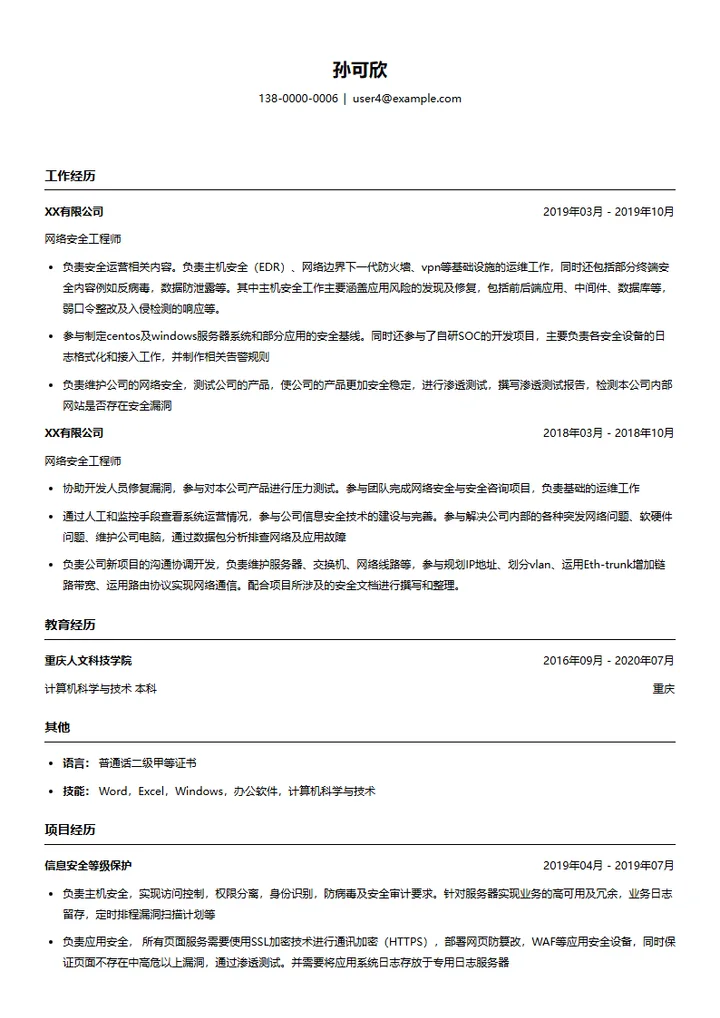 孙可欣
138-0000-0006 | user4@example.com
工作经历
XX有限公司 2019年03月 - 2019年10月
网络安全工程师
• 负责安全运营相关内容。负责主机安全（EDR）、网络边界下一代防火墙、vpn等基础设施的运维工作，同时还包括部分终端安
全内容例如反病毒，数据防泄露等。其中主机安全工作主要涵盖应用风险的发现及修复，包括前后端应用、中间件、数据库等，
弱口令整改及入侵检测的响应等。
• 参与制定centos及windows服务器系统和部分应用的安全基线。同时还参与了自研SOC的开发项目，主要负责各安全设备的日
志格式化和接入工作，并制作相关告警规则
• 负责维护公司的网络安全，测试公司的产品，使公司的产品更加安全稳定，进行渗透测试，撰写渗透测试报告，检测本公司内部
网站是否存在安全漏洞
XX有限公司 2018年03月 - 2018年10月
网络安全工程师
• 协助开发人员修复漏洞，参与对本公司产品进行压力测试。参与团队完成网络安全与安全咨询项目，负责基础的运维工作
• 通过人工和监控手段查看系统运营情况，参与公司信息安全技术的建设与完善。参与解决公司内部的各种突发网络问题、软硬件
问题、维护公司电脑，通过数据包分析排查网络及应用故障
• 负责公司新项目的沟通协调开发，负责维护服务器、交换机、网络线路等，参与规划IP地址、划分vlan、运用Eth-trunk增加链
路带宽、运用路由协议实现网络通信。配合项目所涉及的安全文档进行撰写和整理。
教育经历
重庆人文科技学院 2016年09月 - 2020年07月
计算机科学与技术 本科 重庆
其他
• 语言： 普通话二级甲等证书
• 技能： Word，Excel，Windows，办公软件，计算机科学与技术
项目经历
信息安全等级保护 2019年04月 - 2019年07月
• 负责主机安全，实现访问控制，权限分离，身份识别，防病毒及安全审计要求。针对服务器实现业务的高可用及冗余，业务日志
留存，定时排程漏洞扫描计划等
• 负责应用安全， 所有页面服务需要使用SSL加密技术进行通讯加密（HTTPS），部署网页防篡改，WAF等应用安全设备，同时保
证页面不存在中高危以上漏洞，通过渗透测试。并需要将应用系统日志存放于专用日志服务器